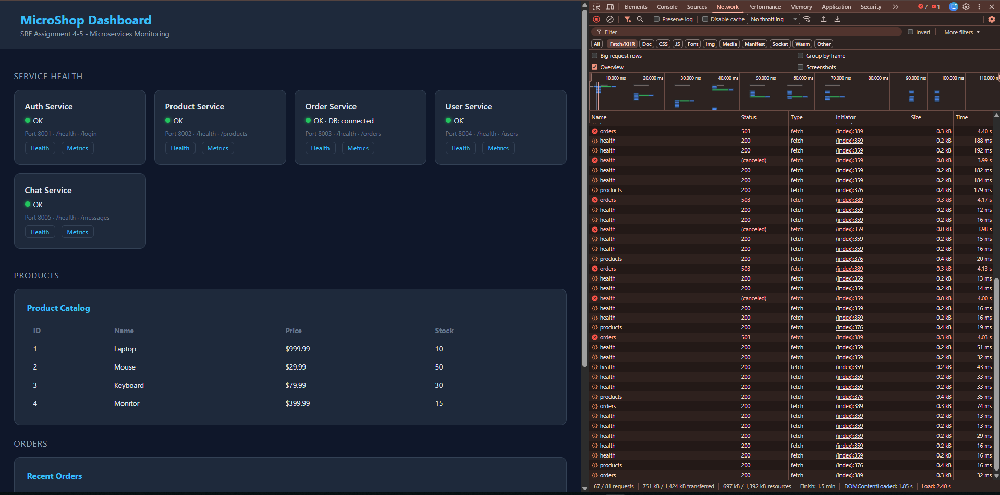 MicroShop Dashboard
SRE Assignment 4-5 - Microservices Monitoring
SERVICE HEALTH
Auth Service
OK
Port 8001 · /health · /login
Health Metrics
Product Service
OK
Port 8002 · /health · /products
Health Metrics
Order Service
OK · DB: connected
Port 8003 · /health · /orders
Health Metrics
User Service
OK
Port 8004 · /health · /users
Health Metrics
Chat Service
OK
Port 8005 · /health · /messages
Health Metrics
PRODUCTS
Product Catalog
ID Name Price Stock
1 Laptop $999.99 10
2 Mouse $29.99 50
3 Keyboard $79.99 30
4 Monitor $399.99 15
ORDERS
Recent Orders
Elements Console Sources Network Performance Memory Application Security 7 1
Preserve log Disable cache No throttling
Filter Invert More filters
All Fetch/XHR Doc CSS JS Font Img Media Manifest Socket Wasm Other
Big request rows Group by frame
Overview Screenshots
10,000 ms 20,000 ms 30,000 ms 40,000 ms 50,000 ms 60,000 ms 70,000 ms 80,000 ms 90,000 ms 100,000 ms 110,000 m
Name Status Type Initiator Size Time
orders 503 fetch (index):389 0.3 kB 4.40 s
health 200 fetch (index):359 0.2 kB 188 ms
health 200 fetch (index):359 0.2 kB 192 ms
health (canceled) fetch (index):359 0.0 kB 3.99 s
health 200 fetch (index):359 0.2 kB 182 ms
health 200 fetch (index):359 0.2 kB 184 ms
products 200 fetch (index):376 0.4 kB 179 ms
orders 503 fetch (index):389 0.3 kB 4.17 s
health 200 fetch (index):359 0.2 kB 12 ms
health 200 fetch (index):359 0.2 kB 16 ms
health (canceled) fetch (index):359 0.0 kB 3.98 s
health 200 fetch (index):359 0.2 kB 15 ms
health 200 fetch (index):359 0.2 kB 16 ms
products 200 fetch (index):376 0.4 kB 20 ms
orders 503 fetch (index):389 0.3 kB 4.13 s
health 200 fetch (index):359 0.2 kB 13 ms
health 200 fetch (index):359 0.2 kB 14 ms
health (canceled) fetch (index):359 0.0 kB 4.00 s
health 200 fetch (index):359 0.2 kB 16 ms
health 200 fetch (index):359 0.2 kB 16 ms
products 200 fetch (index):376 0.4 kB 19 ms
orders 503 fetch (index):389 0.3 kB 4.03 s
health 200 fetch (index):359 0.2 kB 51 ms
health 200 fetch (index):359 0.2 kB 32 ms
health 200 fetch (index):359 0.2 kB 43 ms
health 200 fetch (index):359 0.2 kB 33 ms
health 200 fetch (index):359 0.2 kB 33 ms
products 200 fetch (index):376 0.4 kB 35 ms
orders 200 fetch (index):389 0.3 kB 74 ms
health 200 fetch (index):359 0.2 kB 13 ms
health 200 fetch (index):359 0.2 kB 13 ms
health 200 fetch (index):359 0.2 kB 29 ms
health 200 fetch (index):359 0.2 kB 16 ms
health 200 fetch (index):359 0.2 kB 16 ms
products 200 fetch (index):376 0.4 kB 16 ms
orders 200 fetch (index):389 0.3 kB 32 ms
67 / 81 requests 751 kB / 1,424 kB transferred 697 kB / 1,392 kB resources Finish: 1.5 min DOMContentLoaded: 1.85 s Load: 2.40 s